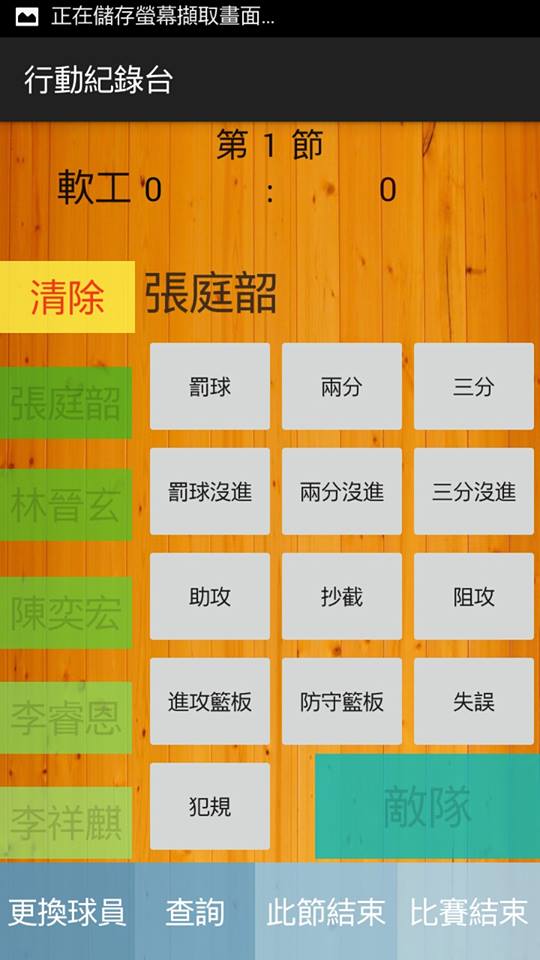 正在儲存螢幕擷取畫面...
行動紀錄台
第 1 節
軟工 0 : 0
清除 張庭韶
罰球 兩分 三分
張庭韶
罰球沒進 兩分沒進 三分沒進
林晉玄
助攻 抄截 阻攻
陳奕宏
進攻籃板 防守籃板 失誤
李睿恩
犯規 敵隊
李祥麒
更換球員 查詢 此節結束 比賽結束